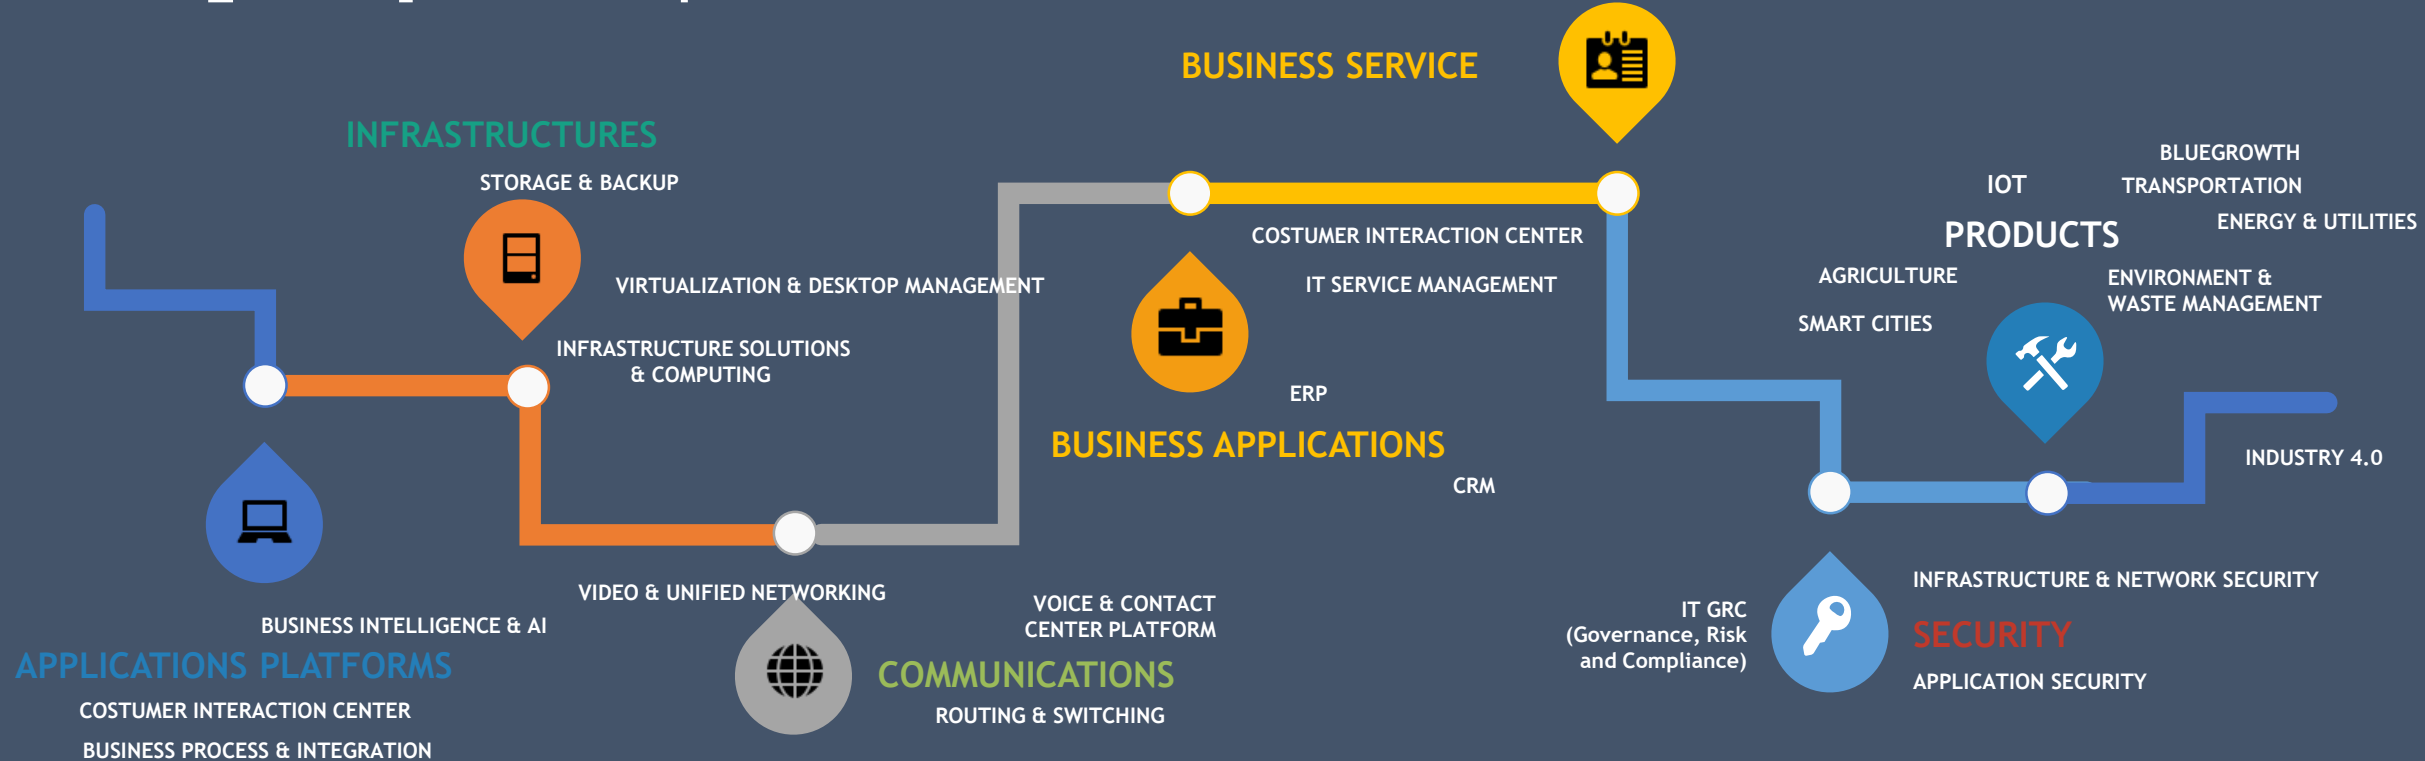 INFRASTRUCTURES
STORAGE & BACKUP
VIRTUALIZATION & DESKTOP MANAGEMENT
INFRASTRUCTURE SOLUTIONS
& COMPUTING
BUSINESS INTELLIGENCE & AI
APPLICATIONS PLATFORMS
COSTUMER INTERACTION CENTER
BUSINESS PROCESS & INTEGRATION
VIDEO & UNIFIED NETWORKING
VOICE & CONTACT
CENTER PLATFORM
COMMUNICATIONS
ROUTING & SWITCHING
BUSINESS SERVICE
COSTUMER INTERACTION CENTER
IT SERVICE MANAGEMENT
ERP
BUSINESS APPLICATIONS
CRM
BLUEGROWTH
IOT
TRANSPORTATION
ENERGY & UTILITIES
PRODUCTS
AGRICULTURE
ENVIRONMENT &
WASTE MANAGEMENT
SMART CITIES
INDUSTRY 4.0
INFRASTRUCTURE & NETWORK SECURITY
IT GRC
(Governance, Risk
and Compliance)
SECURITY
APPLICATION SECURITY